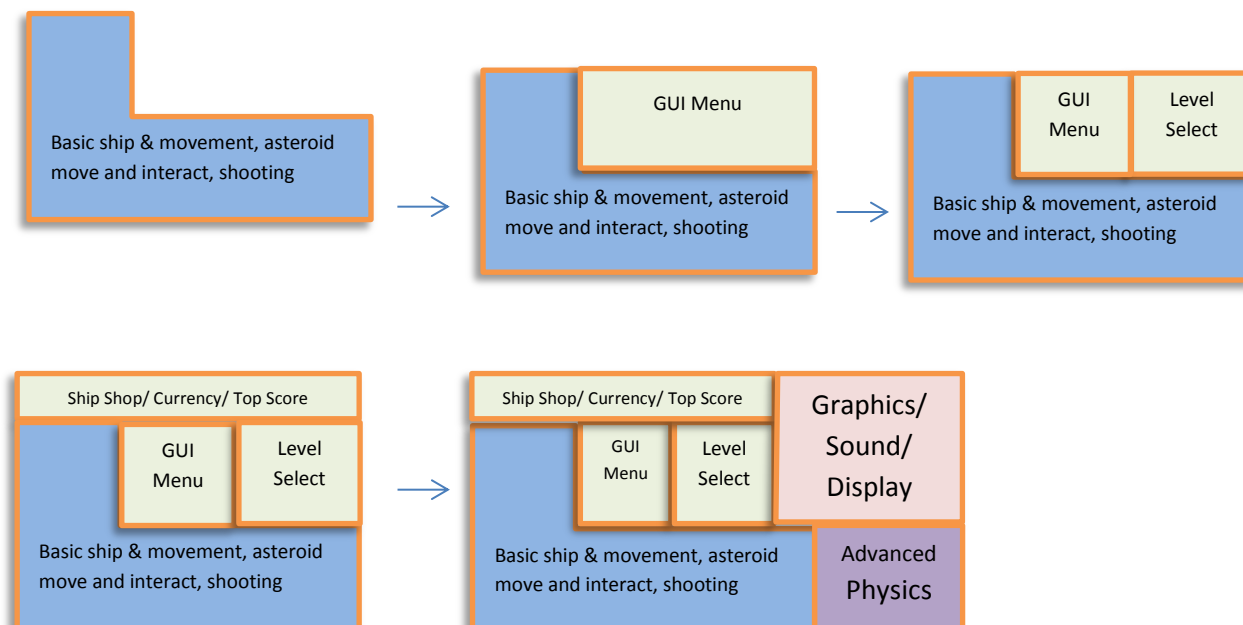 Basic ship & movement, asteroid
move and interact, shooting
GUI Menu
Basic ship & movement, asteroid
move and interact, shooting
GUI
Menu
Level
Select
Basic ship & movement, asteroid
move and interact, shooting
Ship Shop/ Currency/ Top Score
GUI
Menu
Level
Select
Basic ship & movement, asteroid
move and interact, shooting
Ship Shop/ Currency/ Top Score
GUI
Menu
Level
Select
Basic ship & movement, asteroid
move and interact, shooting
Graphics/
Sound/
Display
Advanced
Physics